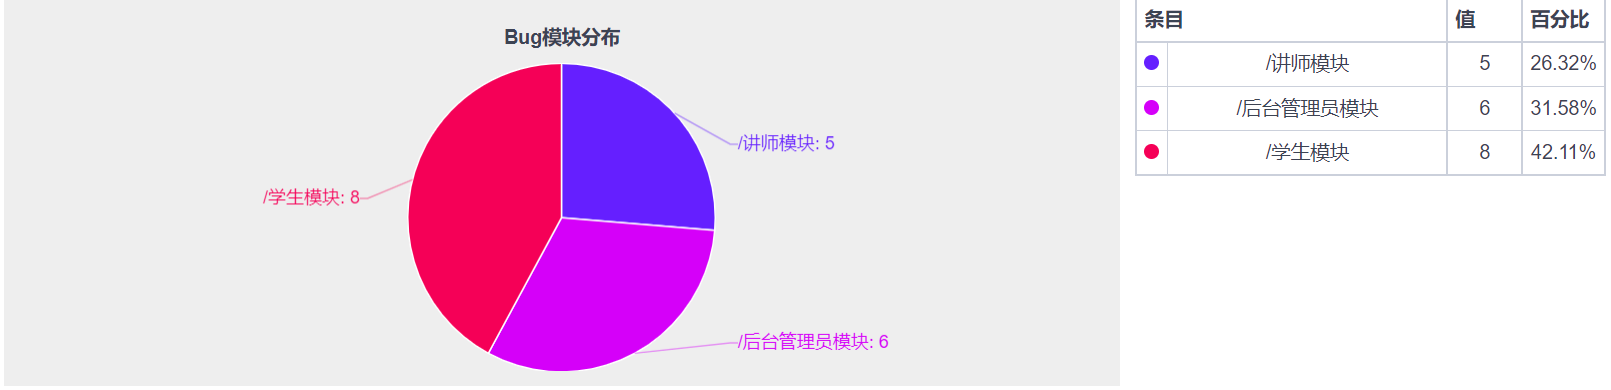 Bug模块分布
/讲师模块: 5
/学生模块: 8
/后台管理员模块: 6
条目 值 百分比
/讲师模块 5 26.32%
/后台管理员模块 6 31.58%
/学生模块 8 42.11%